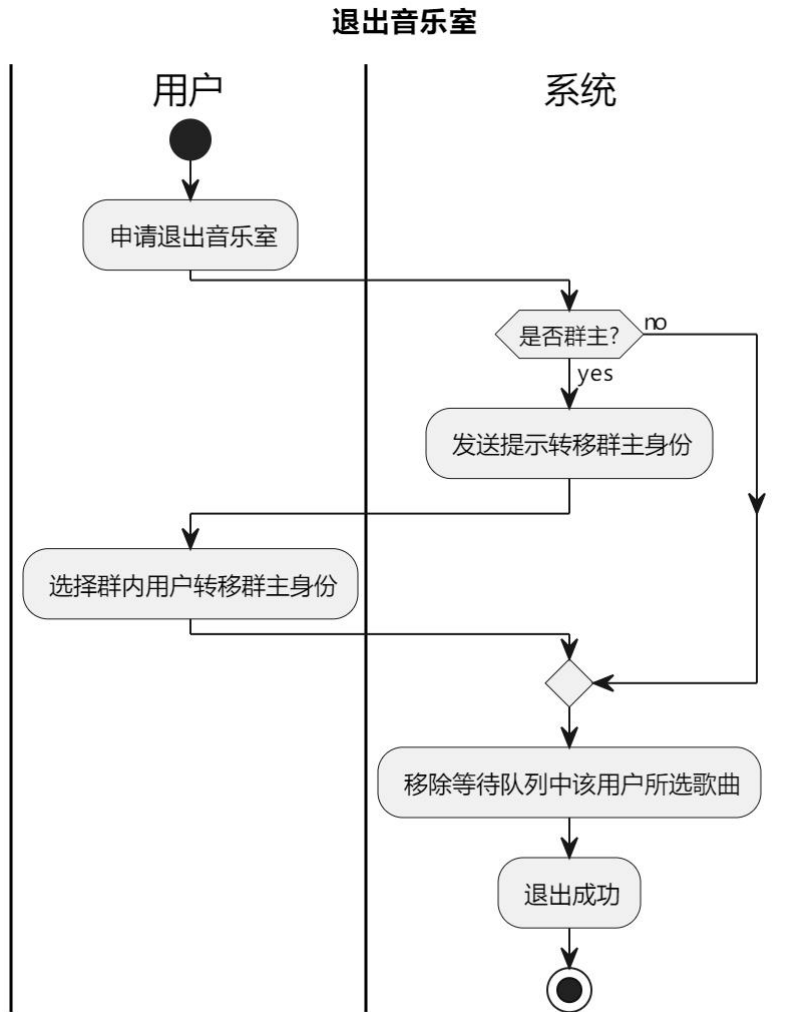 退出音乐室
用户
系统
申请退出音乐室
是否群主?
no
yes
发送提示转移群主身份
选择群内用户转移群主身份
移除等待队列中该用户所选歌曲
退出成功